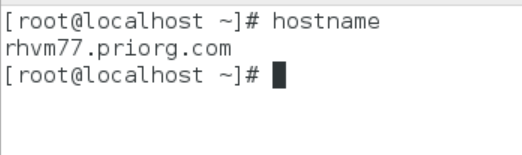 [root@localhost ~]# hostname
rhvm77.priorg.com
[root@localhost ~]#